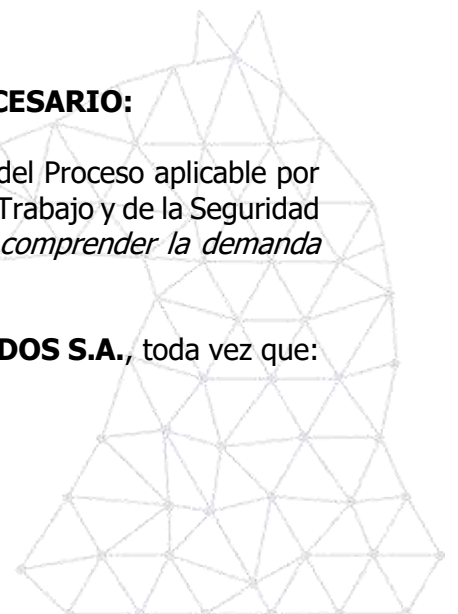 CESARIO:
del Proceso aplicable por
Trabajo y de la Seguridad
comprender la demanda
DOS S.A., toda vez que: